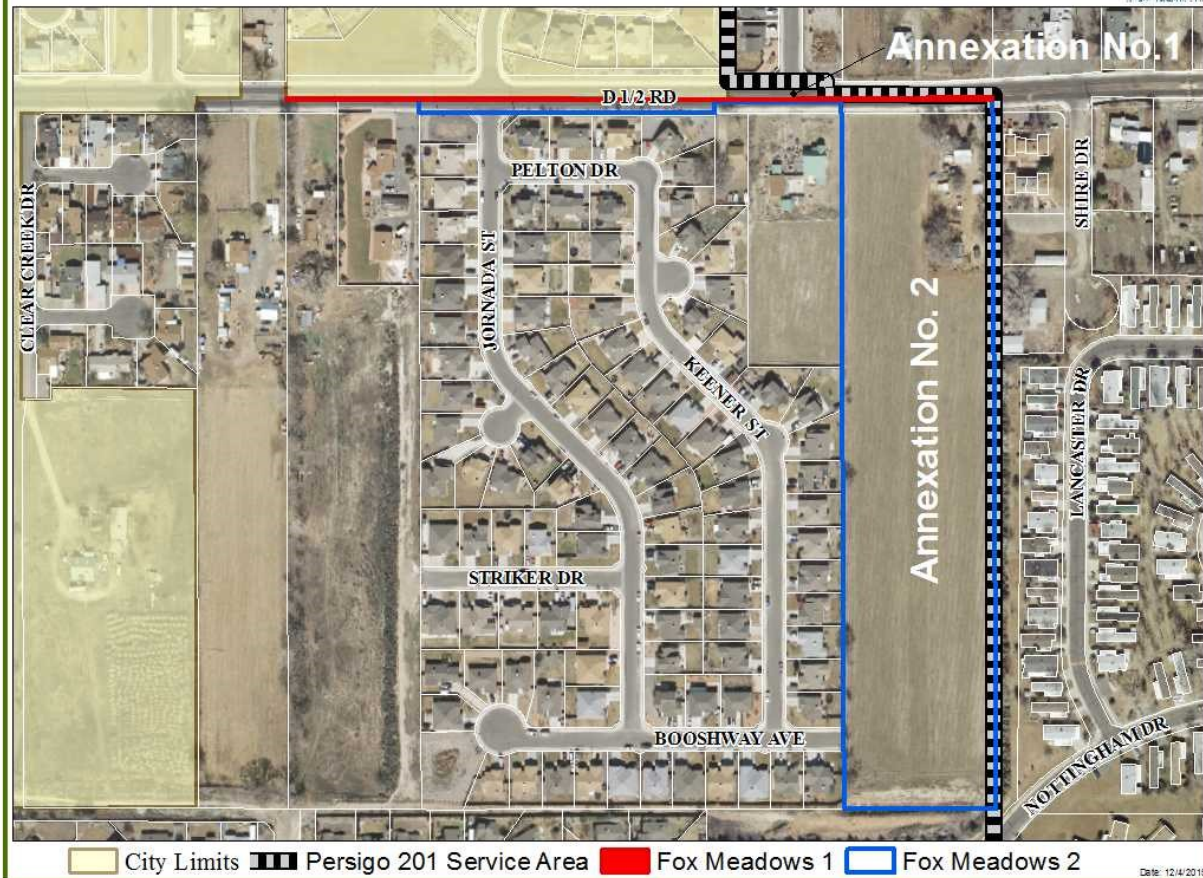 Annexation No.1
D 1/2 RD
PELTON DR
CLEAR CREEK DR
JORNADA ST
SHIRE DR
KEENER ST
Annexation No. 2
LANCASTER DR
STRIKER DR
BOOSHWAY AVE
NOTTINGHAM DR
City Limits Persigo 201 Service Area Fox Meadows 1 Fox Meadows 2